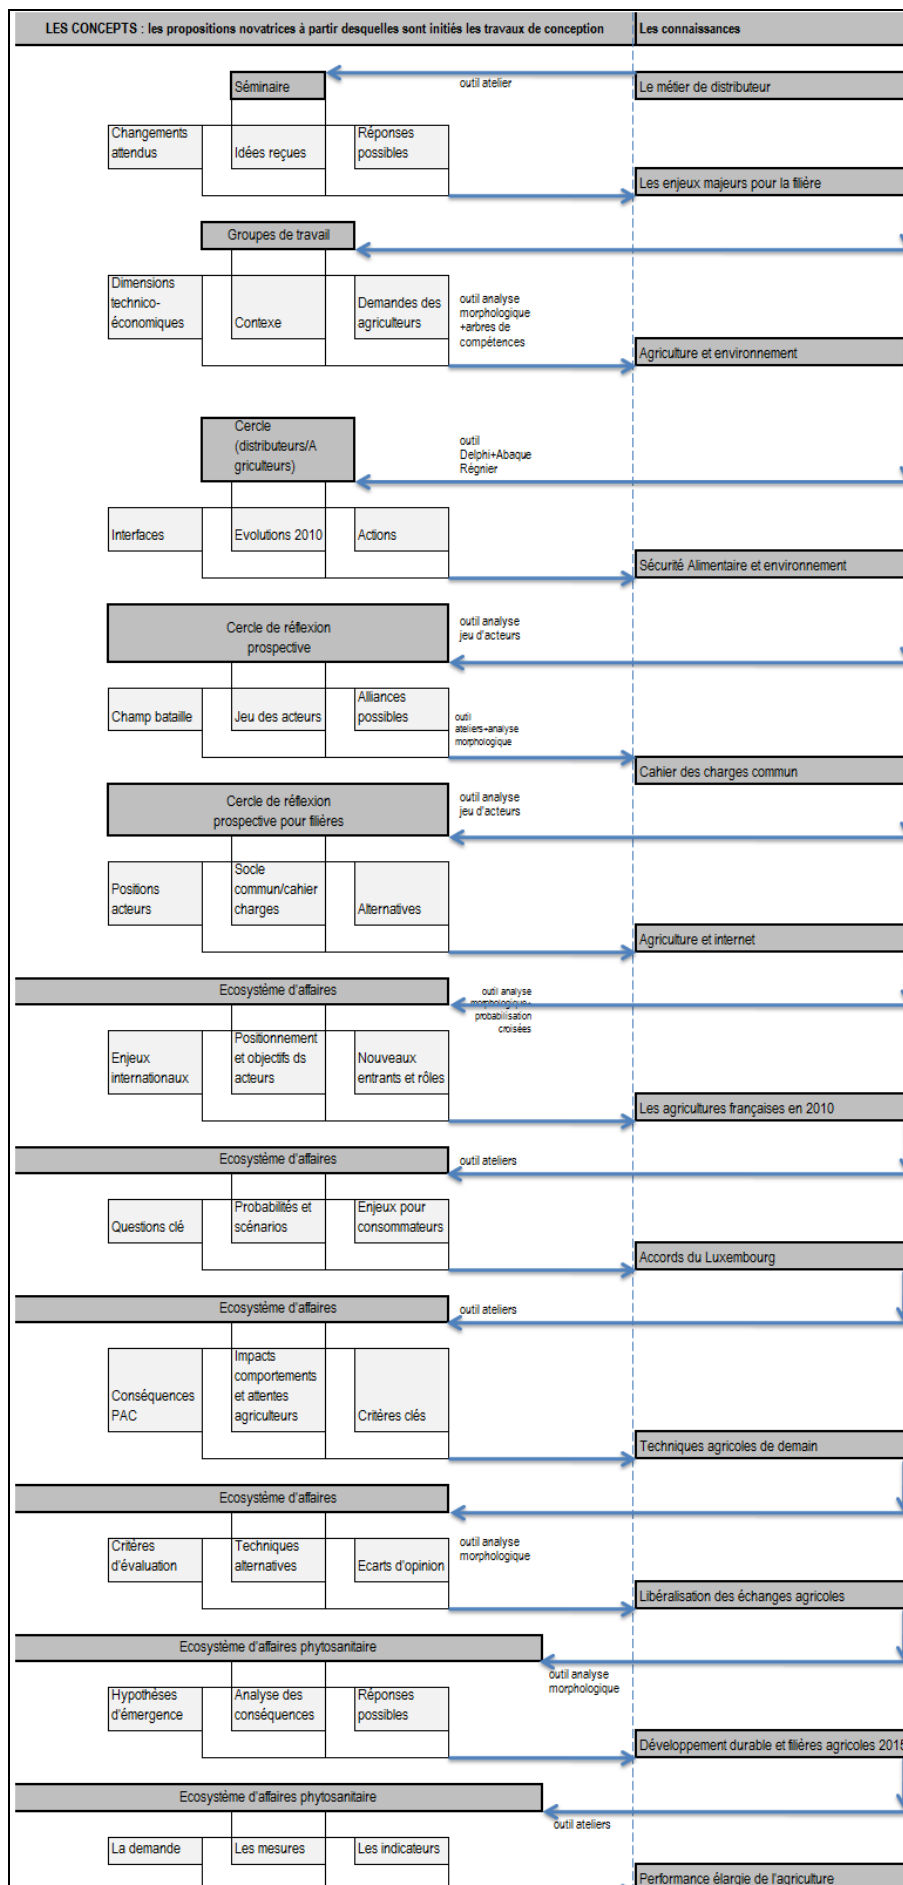 LES CONCEPTS : les propositions novatrices à partir desquelles sont initiés les travaux de conception
Les connaissances
Séminaire
outil atelier
Le métier de distributeur
Changements
attendus
Idées reçues
Réponses
possibles
Les enjeux majeurs pour la filière
Groupes de travail
Dimensions
technico-
économiques
Contexe
Demandes des
agriculteurs
outil analyse
morphologique
+arbres de
compétences
Agriculture et environnement
Cercle
(distributeurs/A
griculteurs)
outil
Delphi+Abaque
Régnier
Interfaces
Evolutions 2010
Actions
Sécurité Alimentaire et environnement
Cercle de réflexion
prospective
outil analyse
jeu d'acteurs
Champ bataille
Jeu des acteurs
Alliances
possibles
outil
ateliers+analyse
morphologique
Cahier des charges commun
Cercle de réflexion
prospective pour filières
outil analyse
jeu d'acteurs
Positions
acteurs
Socle
commun/cahier
charges
Alternatives
Agriculture et internet
Ecosystème d'affaires
outil analyse
morphologique+
probabilisation
croisées
Enjeux
internationaux
Positionnement
et objectifs ds
acteurs
Nouveaux
entrants et rôles
Les agricultures françaises en 2010
Ecosystème d'affaires
outil ateliers
Questions clé
Probabilités et
scénarios
Enjeux pour
consommateurs
Accords du Luxembourg
Ecosystème d'affaires
outil ateliers
Conséquences
PAC
Impacts
comportements
et attentes
agriculteurs
Critères clés
Techniques agricoles de demain
Ecosystème d'affaires
Critères
d'évaluation
Techniques
alternatives
Ecarts d'opinion
outil analyse
morphologique
Libéralisation des échanges agricoles
Ecosystème d'affaires phytosanitaire
outil analyse
morphologique
Hypothèses
d'émergence
Analyse des
conséquences
Réponses
possibles
Développement durable et filières agricoles 2015
Ecosystème d'affaires phytosanitaire
outil ateliers
La demande
Les mesures
Les indicateurs
Performance élargie de l'agriculture